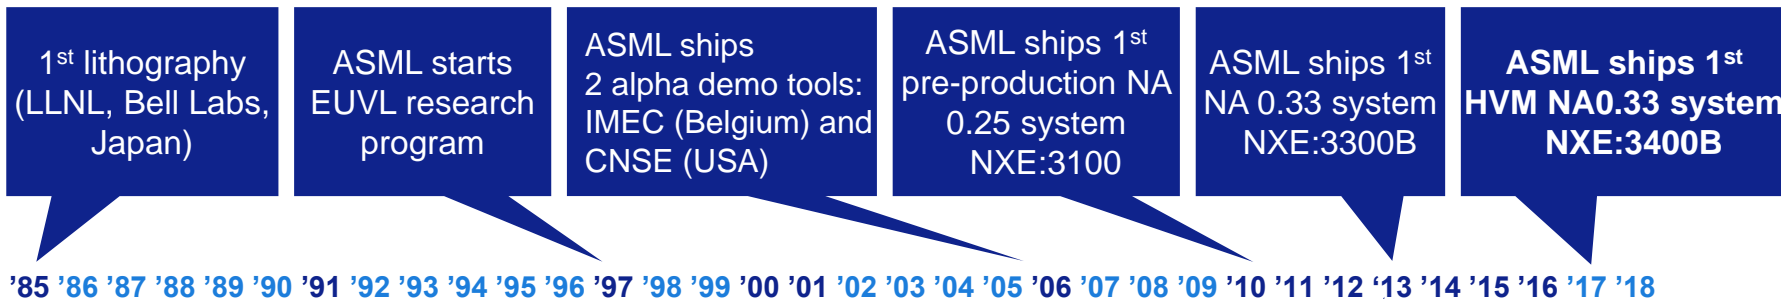 1st lithography
(LLNL, Bell Labs,
Japan)
ASML starts
EUVL research
program
ASML ships
2 alpha demo tools:
IMEC (Belgium) and
CNSE (USA)
ASML ships 1st
pre-production NA
0.25 system
NXE:3100
ASML ships 1st
NA 0.33 system
NXE:3300B
ASML ships 1st
HVM NA0.33 system
NXE:3400B
’85 ’86 ’87 ’88 ’89 ’90 ’91 ’92 ’93 ’94 ’95 ’96 ’97 ’98 ’99 ’00 ’01 ’02 ’03 ’04 ’05 ’06 ’07 ’08 ’09 ’10 ’11 ’12 ‘13 ’14 ’15 ’16 ’17 ’18